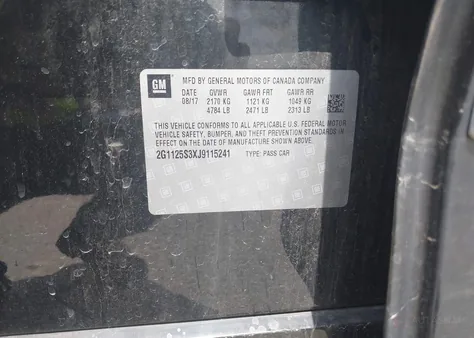 GM
MFD BY GENERAL MOTORS OF CANADA COMPANY
DATE GVWR GAWR FRT GAWR RR
08/17 2170 KG 1121 KG 1049 KG
4784 LB 2471 LB 2313 LB
THIS VEHICLE CONFORMS TO ALL APPLICABLE U.S. FEDERAL MOTOR
VEHICLE SAFETY, BUMPER, AND THEFT PREVENTION STANDARDS IN
EFFECT ON THE DATE OF MANUFACTURE SHOWN ABOVE.
2G1125S3XJ9115241 TYPE: PASS CAR